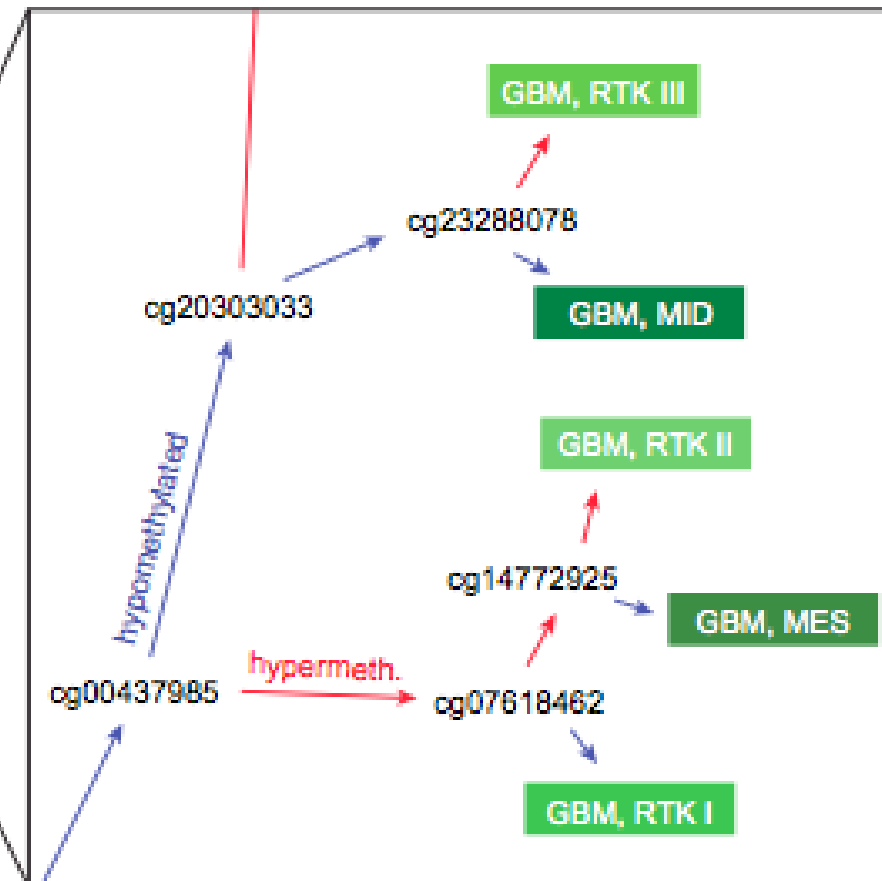 GBM, RTK III
cg23288078
cg20303033
GBM, MID
GBM, RTK II
hypomethylated
cg14772925
GBM, MES
hypermeth.
cg00437985
cg07618462
GBM, RTK I